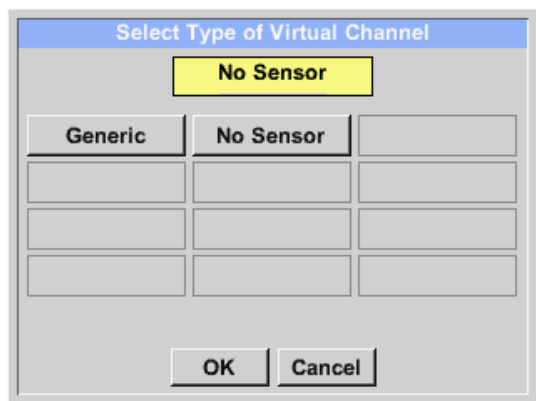 Select Type of Virtual Channel
No Sensor
Generic No Sensor
OK Cancel